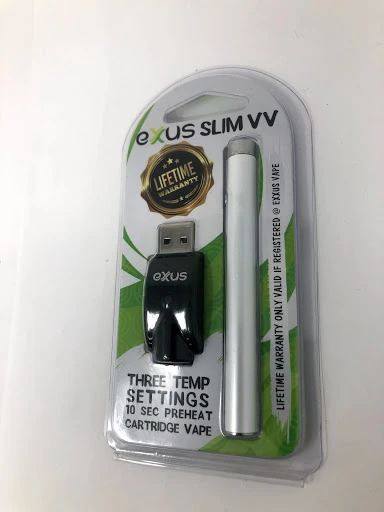 exus SLIM VV
LIFETIME
WARRANTY
exus
THREE TEMP
SETTINGS
10 SEC PREHEAT
CARTRIDGE VAPE
LIFETIME WARRANTY ONLY VALID IF REGISTERED @ EXXUS VAPE